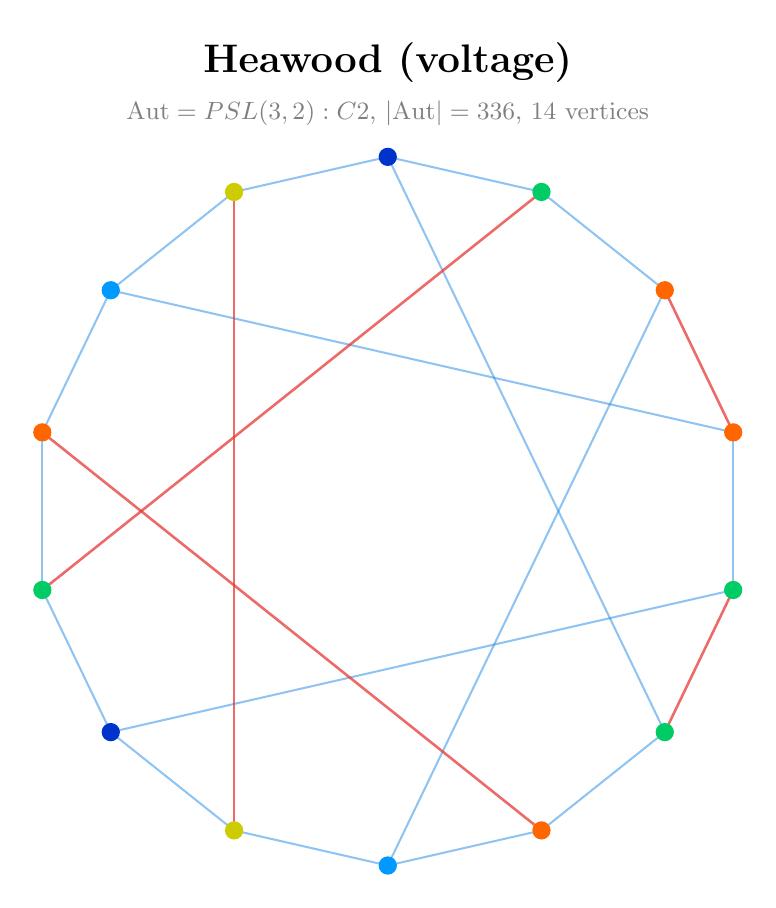 Heawood (voltage)
Aut = PSL(3, 2) : C2, |Aut| = 336, 14 vertices